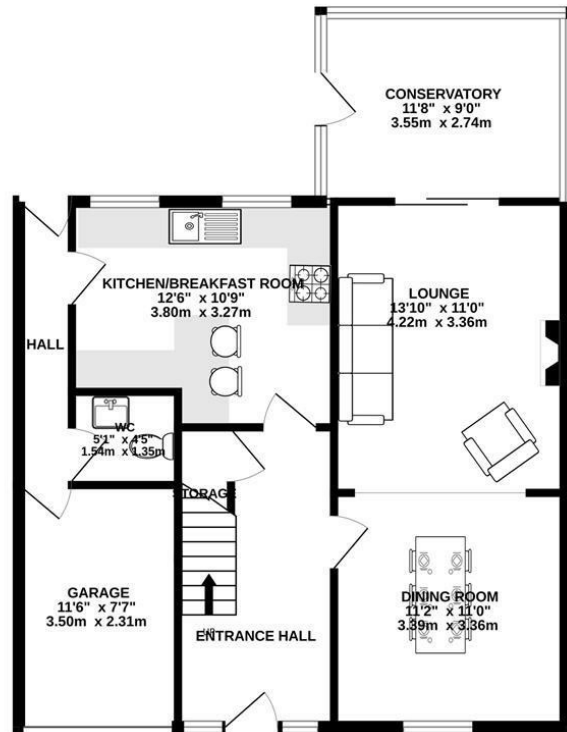 CONSERVATORY
11'8" x 9'0"
3.55m x 2.74m
KITCHEN/BREAKFAST ROOM
12'6" x 10'9"
3.80m x 3.27m
LOUNGE
13'10" x 11'0"
4.22m x 3.36m
HALL
WC
5'1" x 4'5"
1.54m x 1.35m
STORAGE
GARAGE
11'6" x 7'7"
3.50m x 2.31m
UP
ENTRANCE HALL
DINING ROOM
11'2" x 11'0"
3.39m x 3.36m